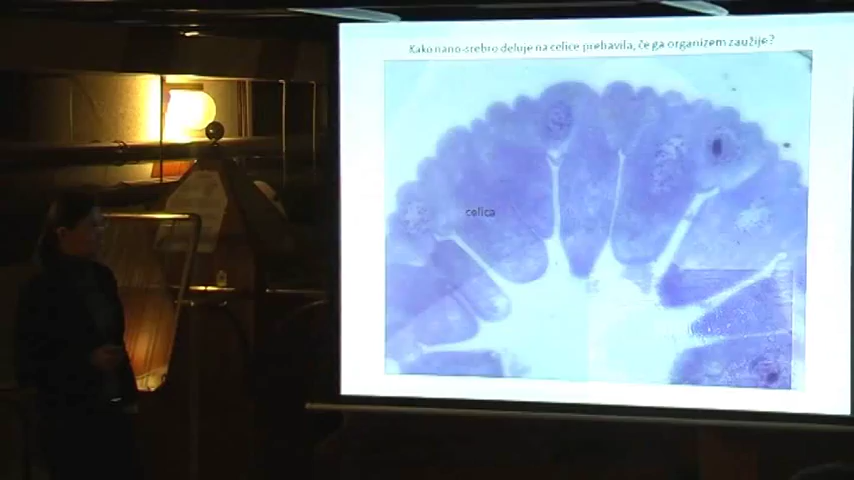 Kako nano-srebro deluje na celice prebavila, če ga organizem zaužije?
celica